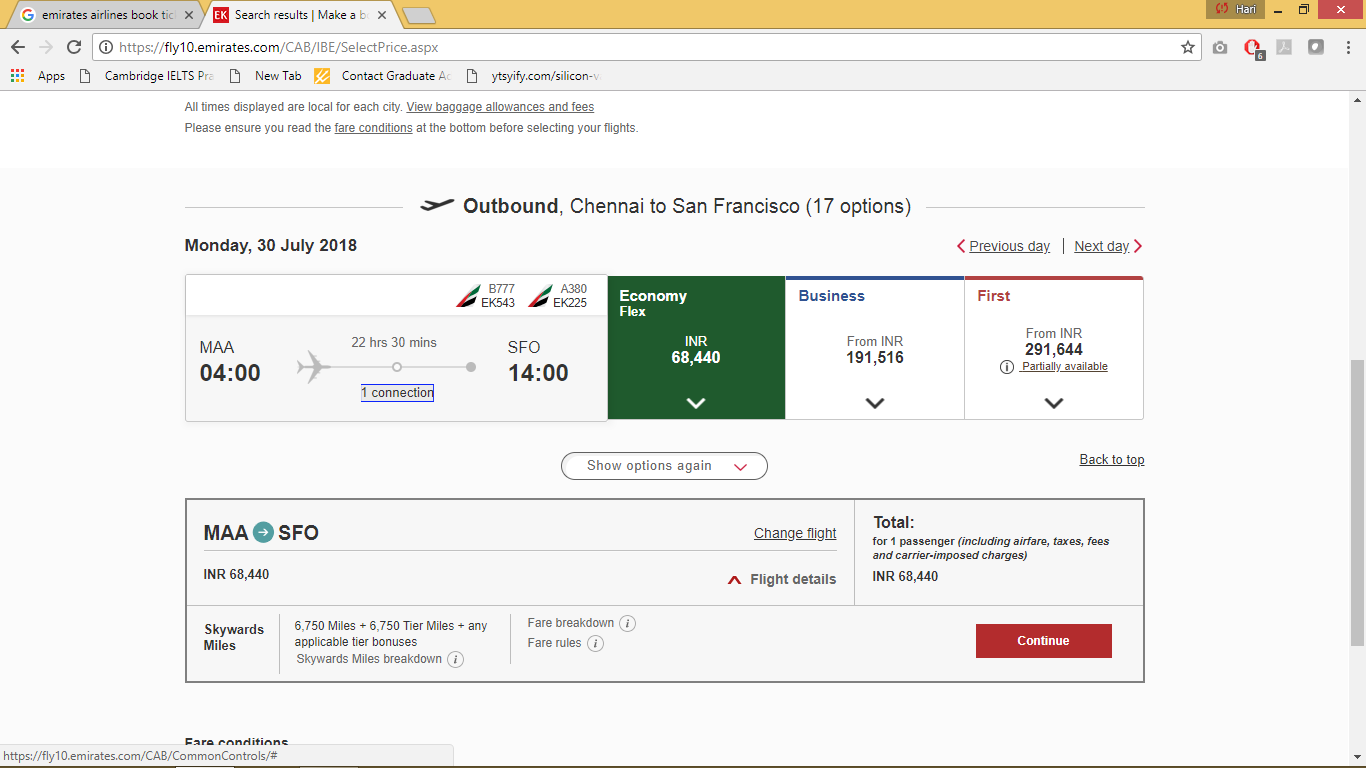 emirates airlines book tic
EK Search results | Make a b
Hari
https://fly10.emirates.com/CAB/IBE/SelectPrice.aspx
6
Apps Cambridge IELTS Pra New Tab Contact Graduate Ac ytsyify.com/silicon-v
All times displayed are local for each city. View baggage allowances and fees
Please ensure you read the fare conditions at the bottom before selecting your flights.
Outbound, Chennai to San Francisco (17 options)
Monday, 30 July 2018
Previous day | Next day
B777 EK543
A380 EK225
MAA
04:00
22 hrs 30 mins
1 connection
SFO
14:00
Economy
Flex
INR
68,440
Business
From INR
191,516
First
From INR
291,644
Partially available
Show options again
Back to top
MAA SFO
Change flight
INR 68,440
Flight details
Total:
for 1 passenger (including airfare, taxes, fees
and carrier-imposed charges)
INR 68,440
Skywards
Miles
6,750 Miles + 6,750 Tier Miles + any
applicable tier bonuses
Skywards Miles breakdown i
Fare breakdown i
Fare rules i
Continue
Fare conditions
https://fly10.emirates.com/CAB/CommonControls/#